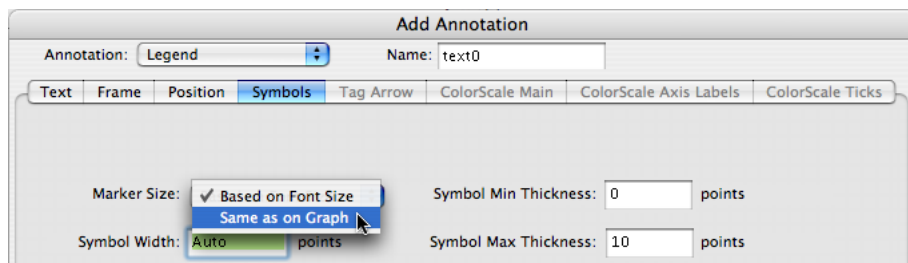 Add Annotation
Annotation: Legend Name: text0
Text Frame Position Symbols Tag Arrow ColorScale Main ColorScale Axis Labels ColorScale Ticks
Marker Size: ✓ Based on Font Size Symbol Min Thickness: 0 points
Same as on Graph
Symbol Width: Auto points Symbol Max Thickness: 10 points